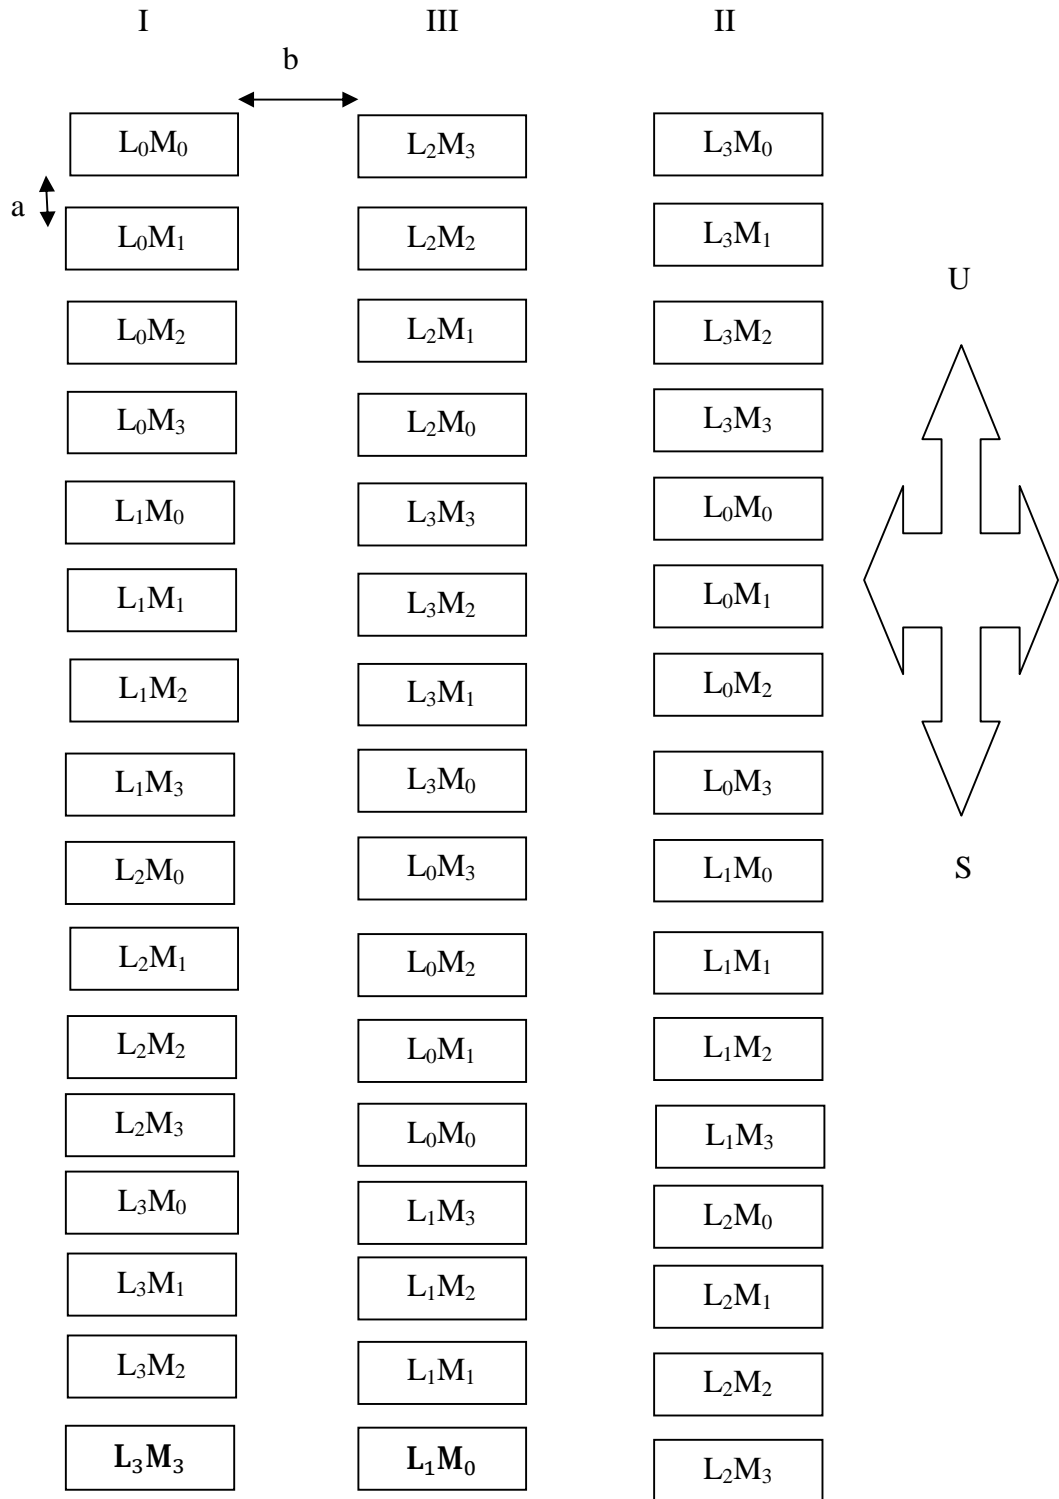 I III II
b
L₀M₀ L₂M₃ L₃M₀
a
L₀M₁ L₂M₂ L₃M₁
U
L₀M₂ L₂M₁ L₃M₂
L₀M₃ L₂M₀ L₃M₃
L₁M₀ L₃M₃ L₀M₀
L₁M₁ L₃M₂ L₀M₁
L₁M₂ L₃M₁ L₀M₂
L₁M₃ L₃M₀ L₀M₃
L₂M₀ L₀M₃ L₁M₀
S
L₂M₁ L₀M₂ L₁M₁
L₂M₂ L₀M₁ L₁M₂
L₂M₃ L₀M₀ L₁M₃
L₃M₀ L₁M₃ L₂M₀
L₃M₁ L₁M₂ L₂M₁
L₃M₂ L₁M₁ L₂M₂
L₃M₃ L₁M₀ L₂M₃